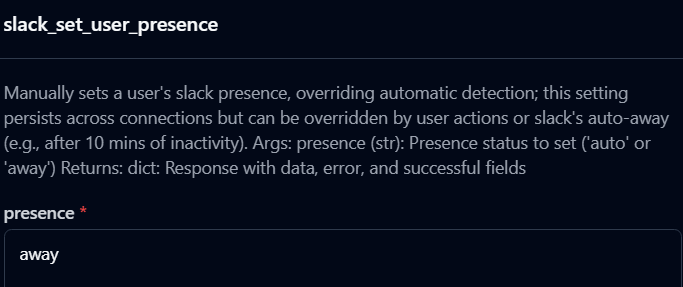 slack_set_user_presence
Manually sets a user's slack presence, overriding automatic detection; this setting
persists across connections but can be overridden by user actions or slack's auto-away
(e.g., after 10 mins of inactivity). Args: presence (str): Presence status to set ('auto' or
'away') Returns: dict: Response with data, error, and successful fields
presence *
away